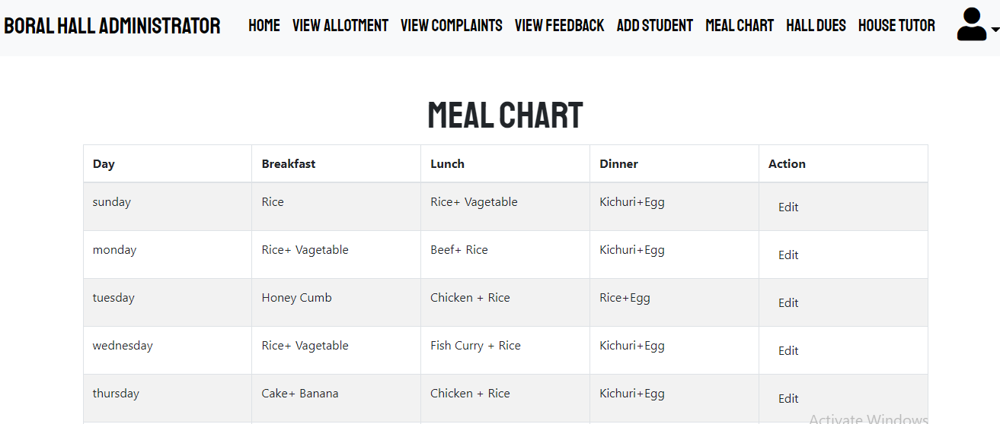 BORAL HALL ADMINISTRATOR HOME VIEW ALLOTMENT VIEW COMPLAINTS VIEW FEEDBACK ADD STUDENT MEAL CHART HALL DUES HOUSE TUTOR
MEAL CHART
Day Breakfast Lunch Dinner Action
sunday Rice Rice+ Vagetable Kichuri+Egg Edit
monday Rice+ Vagetable Beef+ Rice Kichuri+Egg Edit
tuesday Honey Cumb Chicken + Rice Rice+Egg Edit
wednesday Rice+ Vagetable Fish Curry + Rice Kichuri+Egg Edit
thursday Cake+ Banana Chicken + Rice Kichuri+Egg Edit
Activate Windows